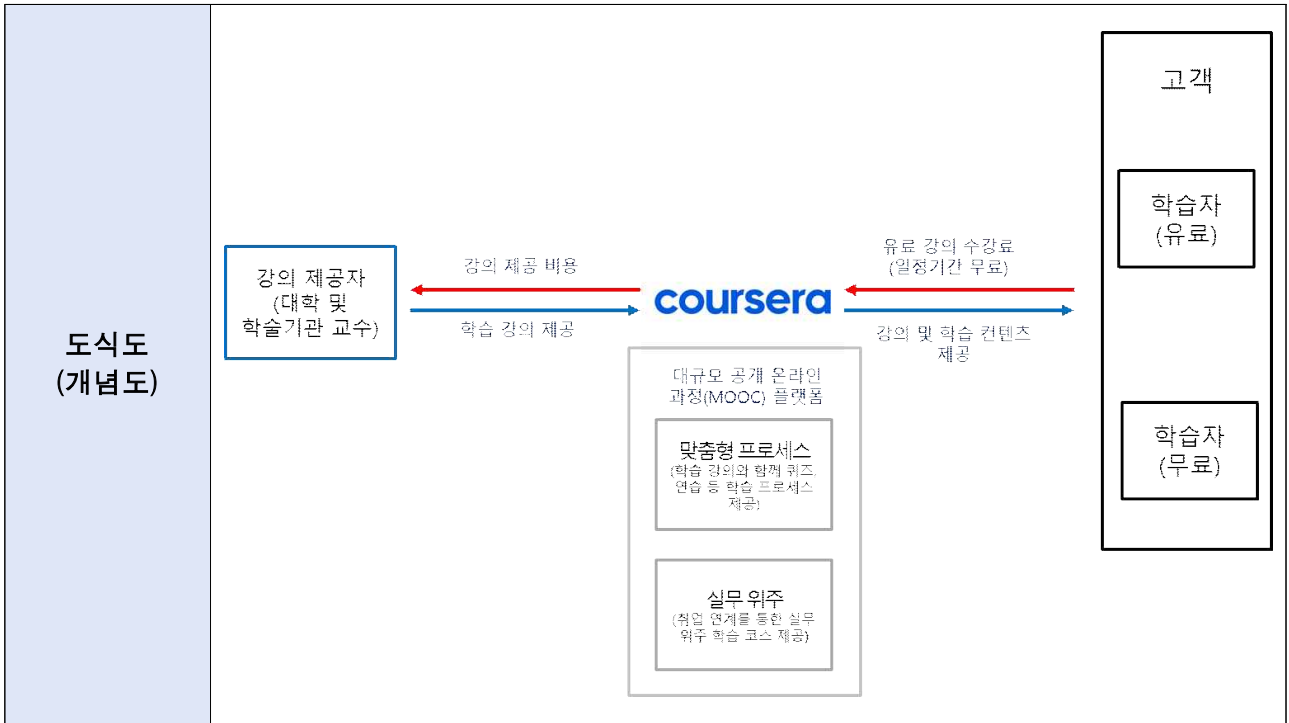 도식도
(개념도)
강의 제공자
(대학 및
학술기관 교수)
강의 제공 비용
학습 강의 제공
coursera
대규모 공개 온라인
과정(MOOC) 플랫폼
맞춤형 프로세스
(학습 강의와 함께 퀴즈,
연습 등 학습 프로세스
제공)
실무 위주
(취업 연계를 통한 실무
위주 학습 코스 제공)
유료 강의 수강료
(일정기간 무료)
강의 및 학습 컨텐츠
제공
고객
학습자
(유료)
학습자
(무료)